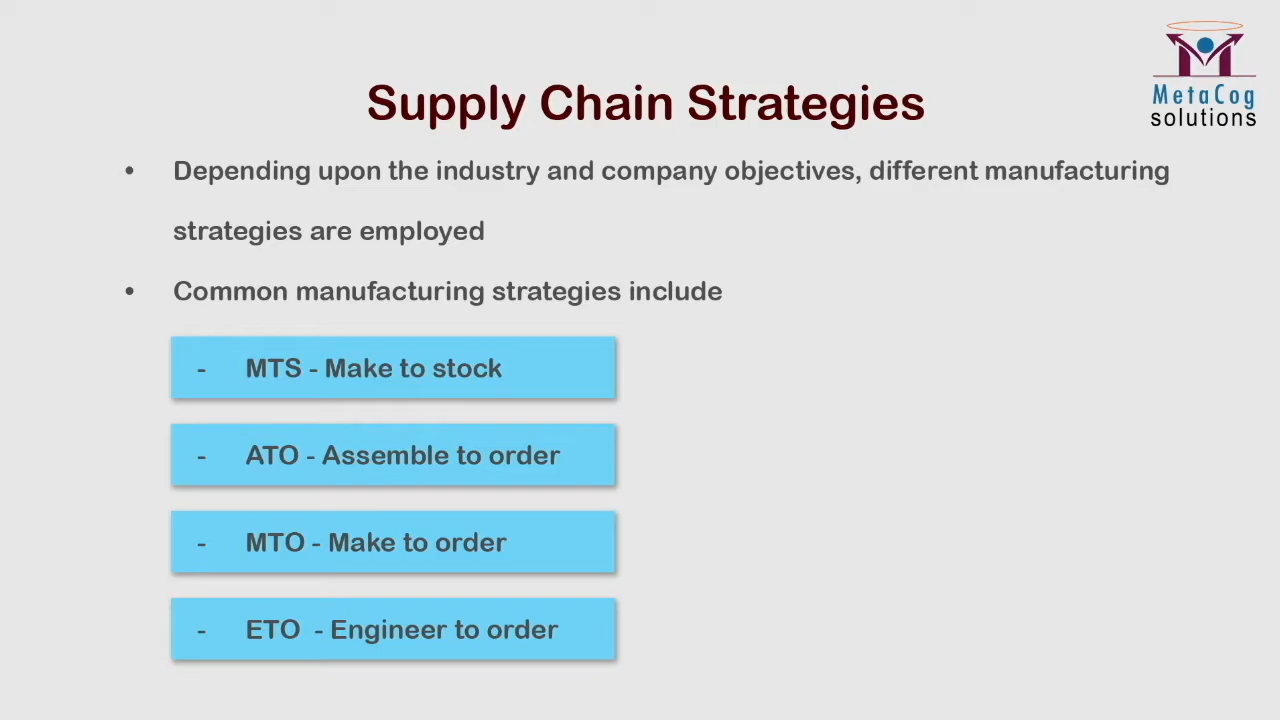 MetaCog
solutions
Supply Chain Strategies
• Depending upon the industry and company objectives, different manufacturing
strategies are employed
• Common manufacturing strategies include
- MTS - Make to stock
- ATO - Assemble to order
- MTO - Make to order
- ETO - Engineer to order